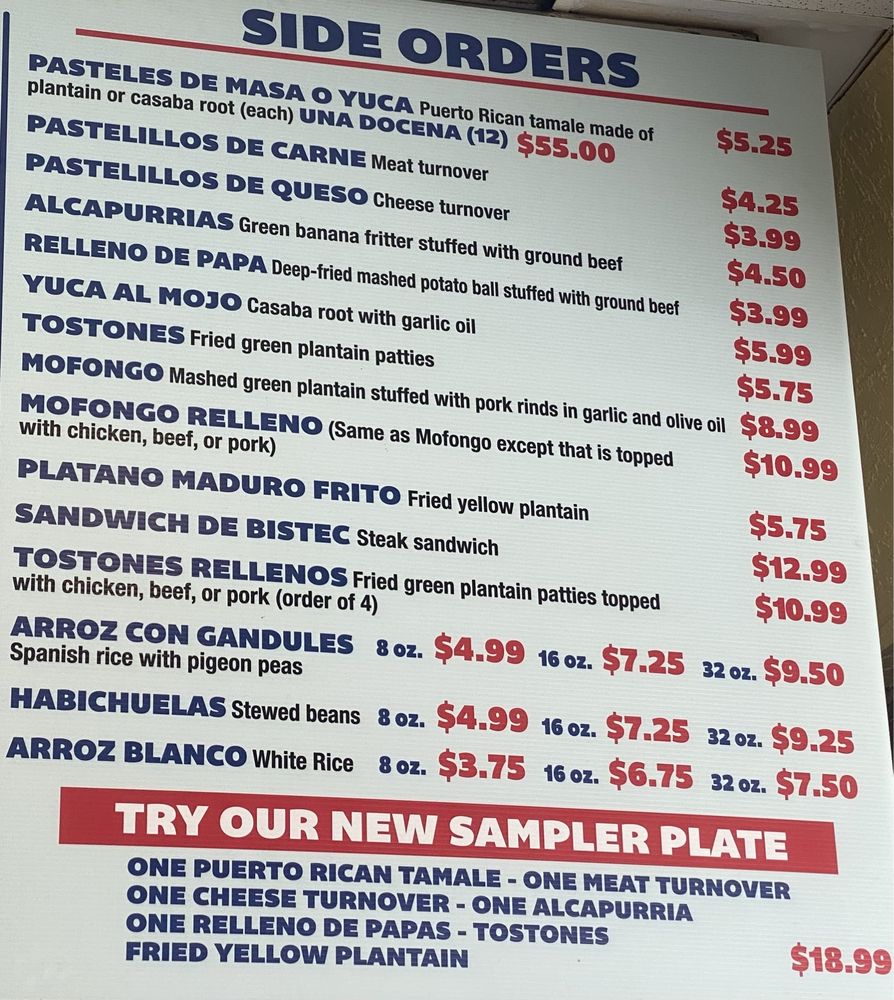 SIDE ORDERS
PASTELES DE MASA O YUCA Puerto Rican tamale made of
plantain or casaba root (each) UNA DOCENA (12) $55.00 $5.25
PASTELILLOS DE CARNE Meat turnover $4.25
PASTELILLOS DE QUESO Cheese turnover $3.99
ALCAPURRIAS Green banana fritter stuffed with ground beef $4.50
RELLENO DE PAPA Deep-fried mashed potato ball stuffed with ground beef $3.99
YUCA AL MOJO Casaba root with garlic oil $5.99
TOSTONES Fried green plantain patties $5.75
MOFONGO Mashed green plantain stuffed with pork rinds in garlic and olive oil $8.99
MOFONGO RELLENO (Same as Mofongo except that is topped $10.99
with chicken, beef, or pork)
PLATANO MADURO FRITO Fried yellow plantain $5.75
SANDWICH DE BISTEC Steak sandwich $12.99
TOSTONES RELLENOS Fried green plantain patties topped $10.99
with chicken, beef, or pork (order of 4)
ARROZ CON GANDULES 8 oz. $4.99 16 oz. $7.25 32 oz. $9.50
Spanish rice with pigeon peas
HABICHUELAS Stewed beans 8 oz. $4.99 16 oz. $7.25 32 oz. $9.25
ARROZ BLANCO White Rice 8 oz. $3.75 16 oz. $6.75 32 oz. $7.50
TRY OUR NEW SAMPLER PLATE
ONE PUERTO RICAN TAMALE - ONE MEAT TURNOVER
ONE CHEESE TURNOVER - ONE ALCAPURRIA
ONE RELLENO DE PAPAS - TOSTONES
FRIED YELLOW PLANTAIN $18.99